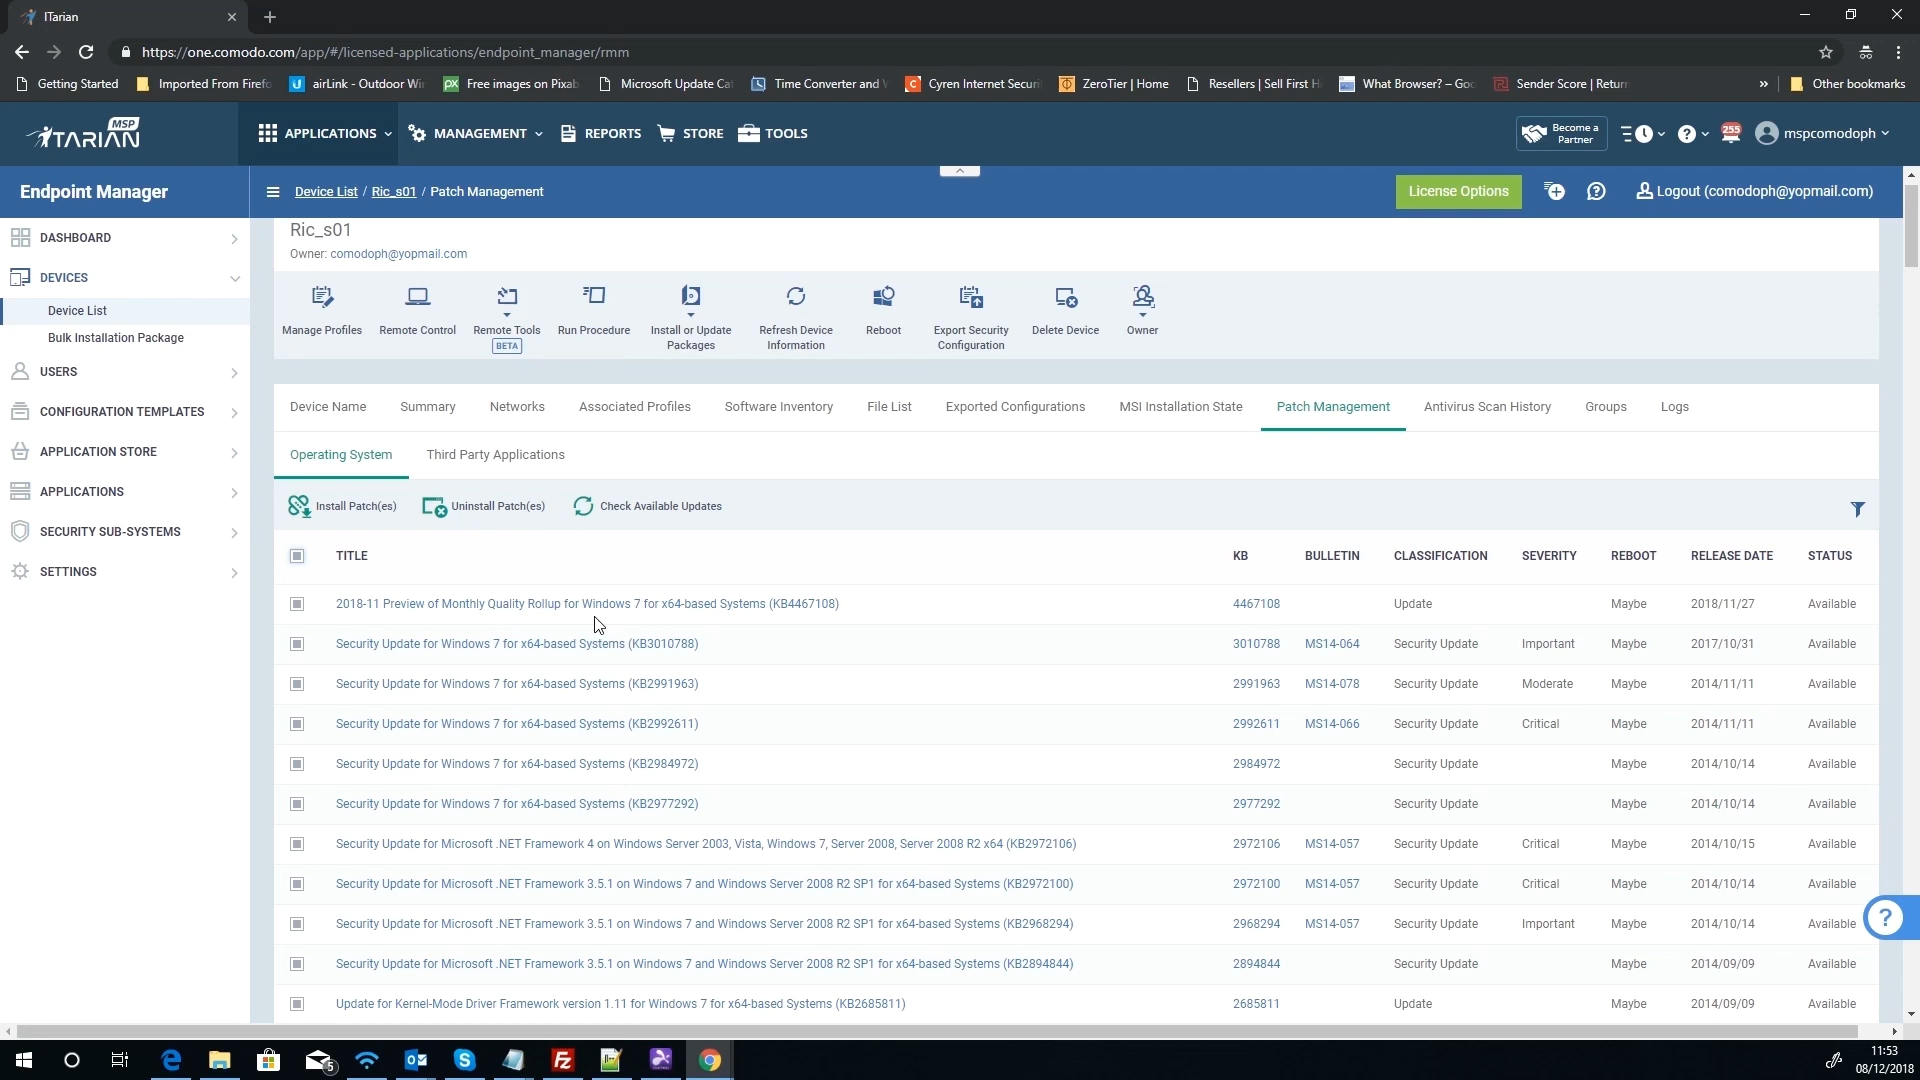 ITarian
https://one.comodo.com/app/#/licensed-applications/endpoint_manager/rmm
Getting Started Imported From Firefo airLink - Outdoor Wir Free images on Pixab Microsoft Update Cat Time Converter and Cyren Internet Securi ZeroTier | Home Resellers | Sell First H What Browser? – Goo Sender Score | Return » Other bookmarks
ITARIAN MSP APPLICATIONS MANAGEMENT REPORTS STORE TOOLS Become a Partner 255 mspcomodoph
Endpoint Manager Device List / Ric_s01 / Patch Management License Options Logout (comodoph@yopmail.com)
DASHBOARD
DEVICES
Device List
Bulk Installation Package
USERS
CONFIGURATION TEMPLATES
APPLICATION STORE
APPLICATIONS
SECURITY SUB-SYSTEMS
SETTINGS
Ric_s01
Owner: comodoph@yopmail.com
Manage Profiles Remote Control Remote Tools Run Procedure Install or Update Refresh Device Reboot Export Security Delete Device Owner
BETA Packages Information Configuration
Device Name Summary Networks Associated Profiles Software Inventory File List Exported Configurations MSI Installation State Patch Management Antivirus Scan History Groups Logs
Operating System Third Party Applications
Install Patch(es) Uninstall Patch(es) Check Available Updates
TITLE KB BULLETIN CLASSIFICATION SEVERITY REBOOT RELEASE DATE STATUS
2018-11 Preview of Monthly Quality Rollup for Windows 7 for x64-based Systems (KB4467108) 4467108 Update Maybe 2018/11/27 Available
Security Update for Windows 7 for x64-based Systems (KB3010788) 3010788 MS14-064 Security Update Important Maybe 2017/10/31 Available
Security Update for Windows 7 for x64-based Systems (KB2991963) 2991963 MS14-078 Security Update Moderate Maybe 2014/11/11 Available
Security Update for Windows 7 for x64-based Systems (KB2992611) 2992611 MS14-066 Security Update Critical Maybe 2014/11/11 Available
Security Update for Windows 7 for x64-based Systems (KB2984972) 2984972 Security Update Maybe 2014/10/14 Available
Security Update for Windows 7 for x64-based Systems (KB2977292) 2977292 Security Update Maybe 2014/10/14 Available
Security Update for Microsoft .NET Framework 4 on Windows Server 2003, Vista, Windows 7, Server 2008, Server 2008 R2 x64 (KB2972106) 2972106 MS14-057 Security Update Critical Maybe 2014/10/15 Available
Security Update for Microsoft .NET Framework 3.5.1 on Windows 7 and Windows Server 2008 R2 SP1 for x64-based Systems (KB2972100) 2972100 MS14-057 Security Update Critical Maybe 2014/10/14 Available
Security Update for Microsoft .NET Framework 3.5.1 on Windows 7 and Windows Server 2008 R2 SP1 for x64-based Systems (KB2968294) 2968294 MS14-057 Security Update Important Maybe 2014/10/14 Available
Security Update for Microsoft .NET Framework 3.5.1 on Windows 7 and Windows Server 2008 R2 SP1 for x64-based Systems (KB2894844) 2894844 Security Update Maybe 2014/09/09 Available
Update for Kernel-Mode Driver Framework version 1.11 for Windows 7 for x64-based Systems (KB2685811) 2685811 Update Maybe 2014/09/09 Available
?
5
11:53
08/12/2018